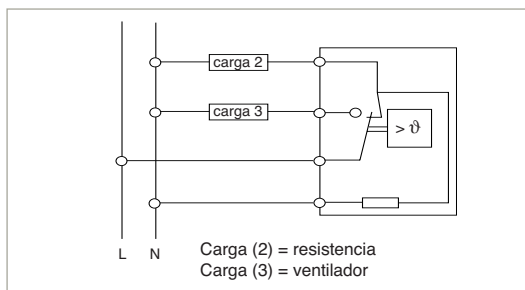 carga 2
carga 3
> ϑ
L N
Carga (2) = resistencia
Carga (3) = ventilador